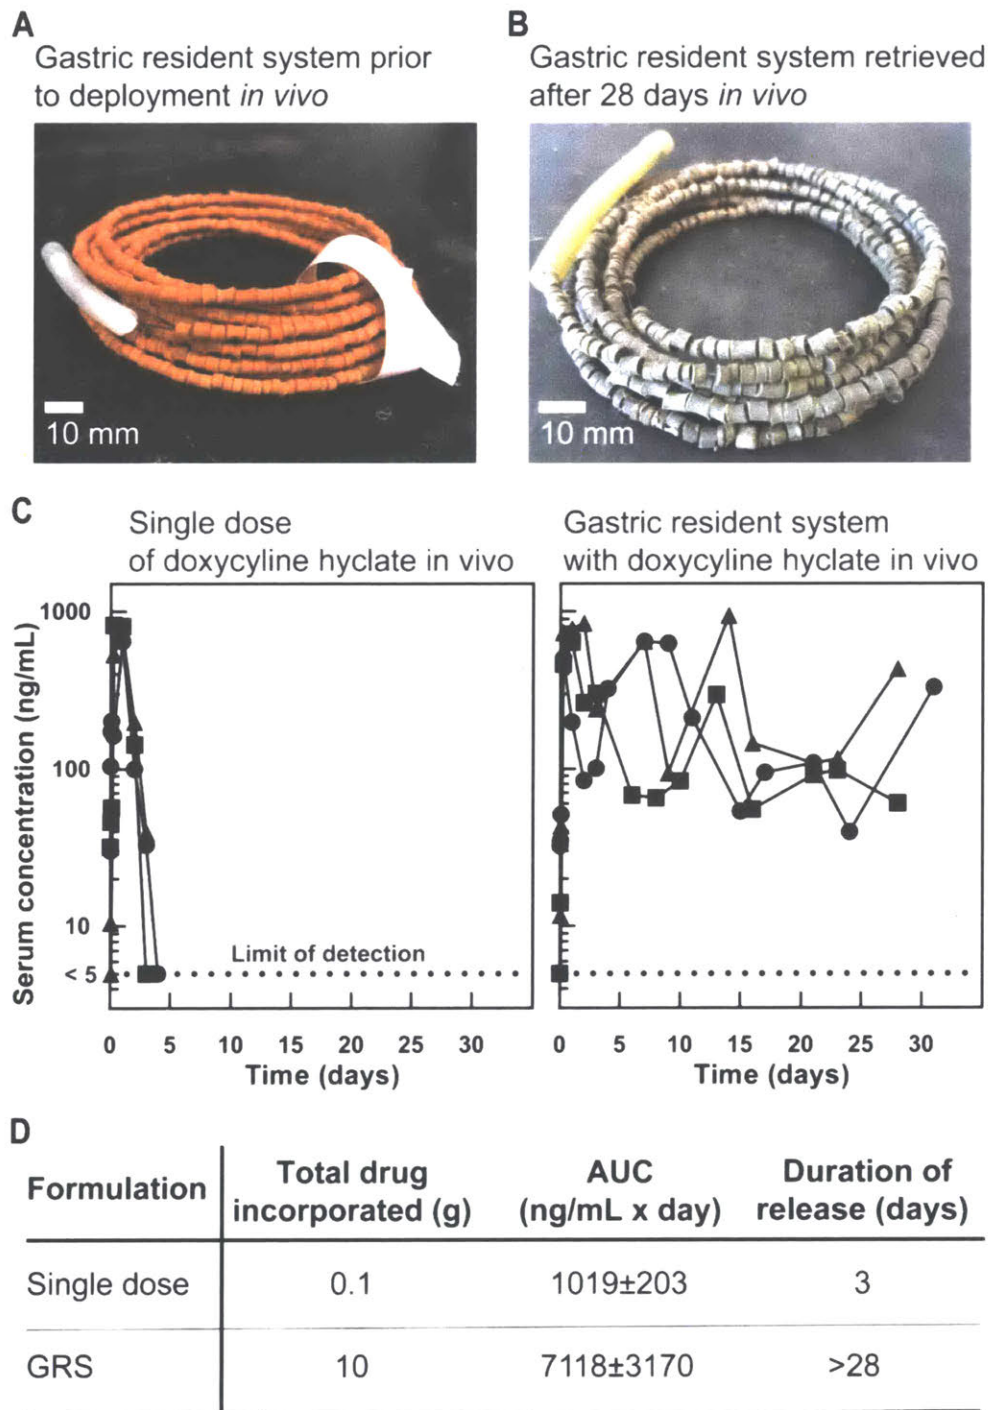 A
Gastric resident system prior
to deployment in vivo
10 mm
B
Gastric resident system retrieved
after 28 days in vivo
10 mm
C
Single dose
of doxycyline hyclate in vivo
Gastric resident system
with doxycyline hyclate in vivo
Serum concentration (ng/mL)
1000
100
10
< 5
Limit of detection
0 5 10 15 20 25 30
Time (days)
0 5 10 15 20 25 30
Time (days)
D
Formulation
Total drug
incorporated (g)
AUC
(ng/mL x day)
Duration of
release (days)
Single dose 0.1 1019±203 3
GRS 10 7118±3170 >28